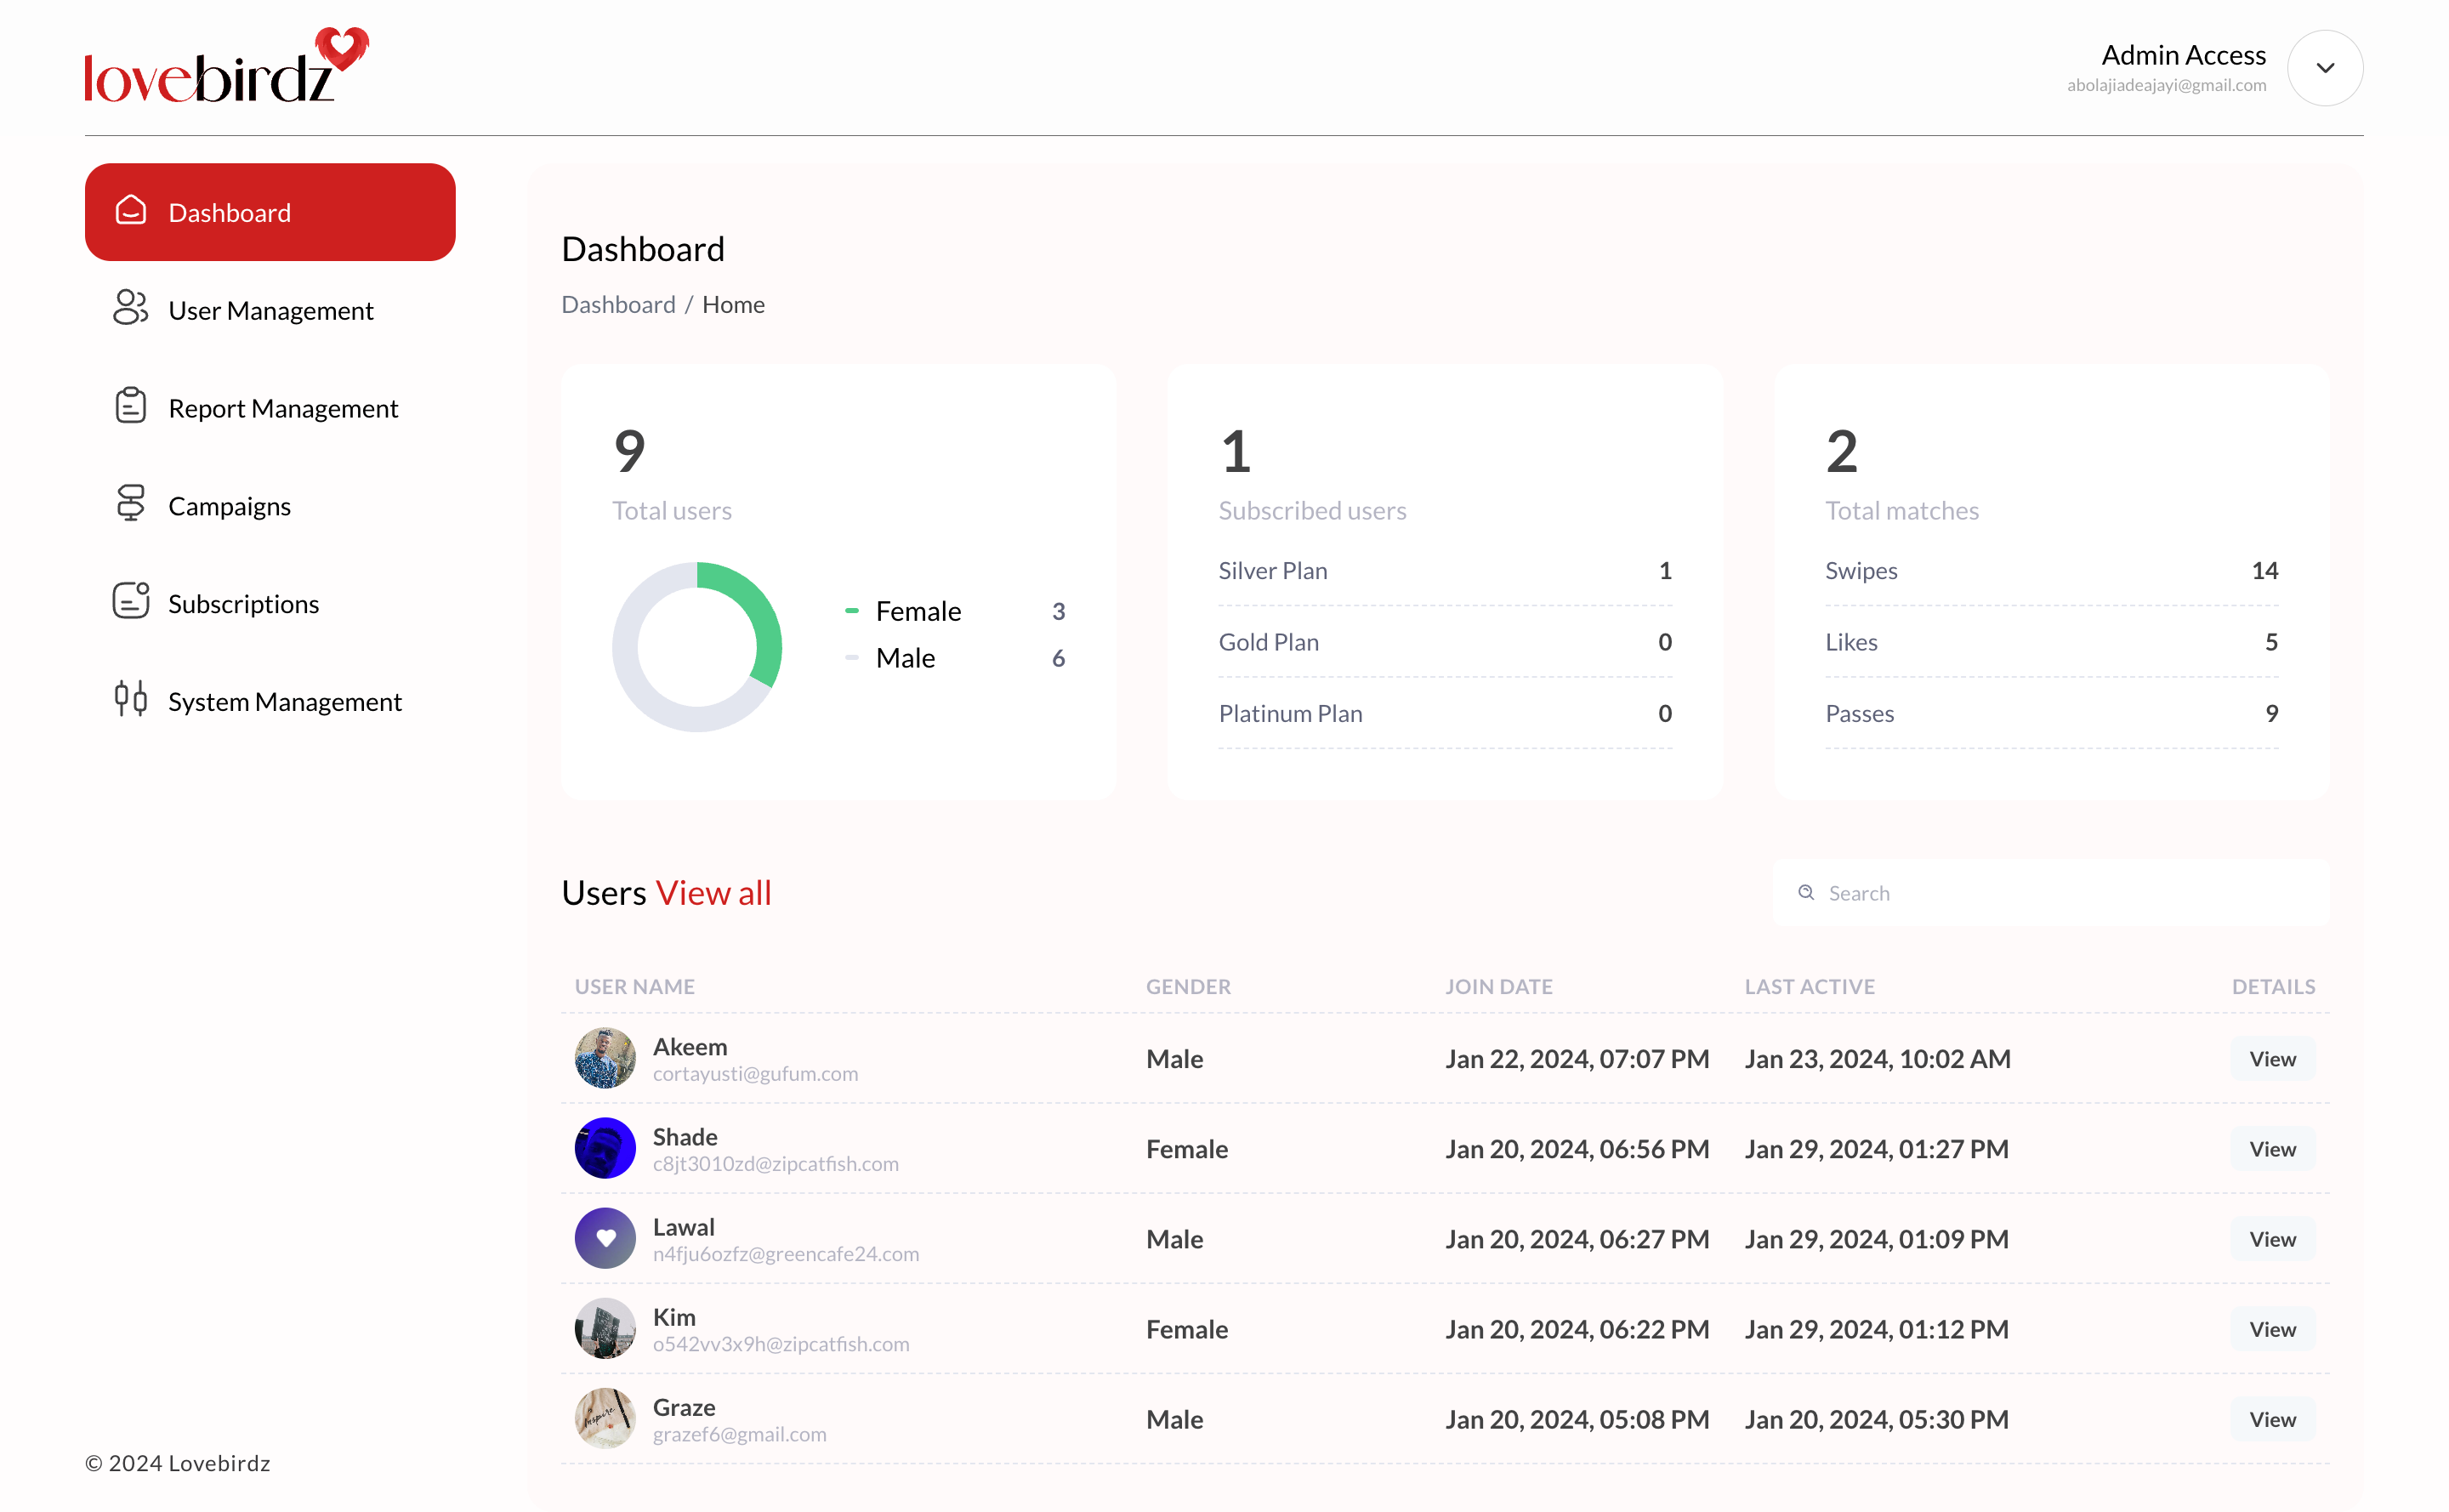 lovebirdz
Admin Access
abolajiadeajayi@gmail.com
Dashboard
User Management
Report Management
Campaigns
Subscriptions
System Management
© 2024 Lovebirdz
Dashboard
Dashboard / Home
9
Total users
Female 3
Male 6
1
Subscribed users
Silver Plan 1
Gold Plan 0
Platinum Plan 0
2
Total matches
Swipes 14
Likes 5
Passes 9
Users View all
Search
USER NAME GENDER JOIN DATE LAST ACTIVE DETAILS
Akeem
cortayusti@gufum.com
Male Jan 22, 2024, 07:07 PM Jan 23, 2024, 10:02 AM View
Shade
c8jt3010zd@zipcatfish.com
Female Jan 20, 2024, 06:56 PM Jan 29, 2024, 01:27 PM View
Lawal
n4fju6ozfz@greencafe24.com
Male Jan 20, 2024, 06:27 PM Jan 29, 2024, 01:09 PM View
Kim
o542vv3x9h@zipcatfish.com
Female Jan 20, 2024, 06:22 PM Jan 29, 2024, 01:12 PM View
Graze
grazef6@gmail.com
Inspire
Male Jan 20, 2024, 05:08 PM Jan 20, 2024, 05:30 PM View